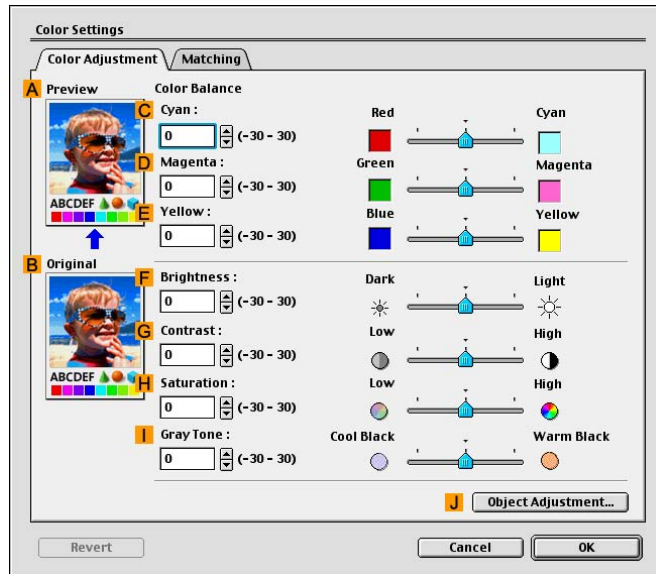 Color Settings
Color Adjustment Matching
A Preview
Color Balance
C Cyan : Red Cyan
0 (-30 - 30)
D Magenta : Green Magenta
0 (-30 - 30)
ABCDEF
E Yellow : Blue Yellow
0 (-30 - 30)
B Original
F Brightness : Dark Light
0 (-30 - 30)
G Contrast : Low High
0 (-30 - 30)
ABCDEF
H Saturation : Low High
0 (-30 - 30)
I Gray Tone : Cool Black Warm Black
0 (-30 - 30)
J Object Adjustment...
Revert Cancel OK